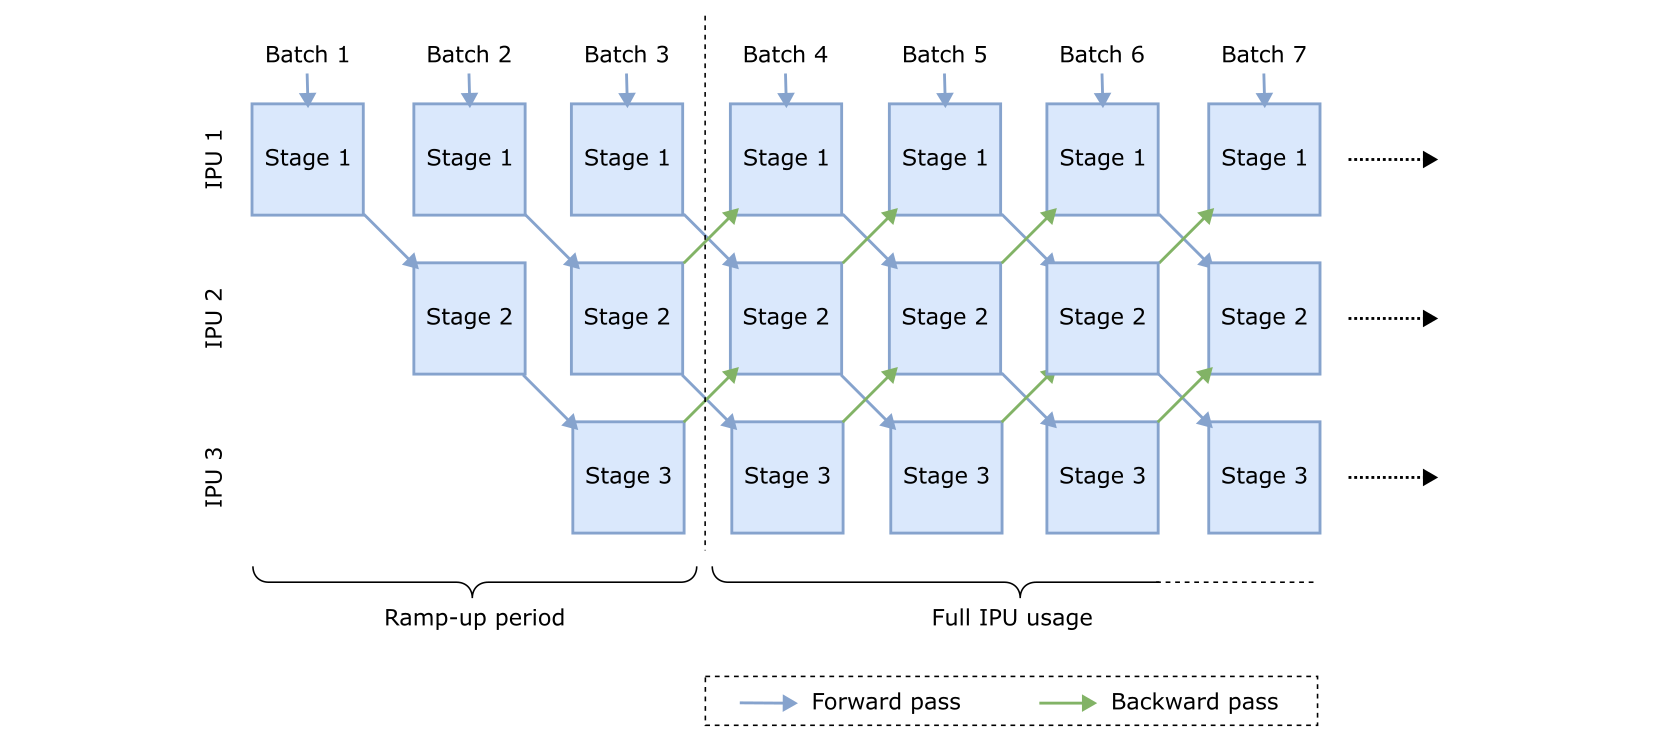 Batch 1
Batch 2
Batch 3
Batch 4
Batch 5
Batch 6
Batch 7
IPU 1
Stage 1
Stage 1
Stage 1
Stage 1
Stage 1
Stage 1
Stage 1
IPU 2
Stage 2
Stage 2
Stage 2
Stage 2
Stage 2
Stage 2
IPU 3
Stage 3
Stage 3
Stage 3
Stage 3
Stage 3
Ramp-up period
Full IPU usage
Forward pass
Backward pass